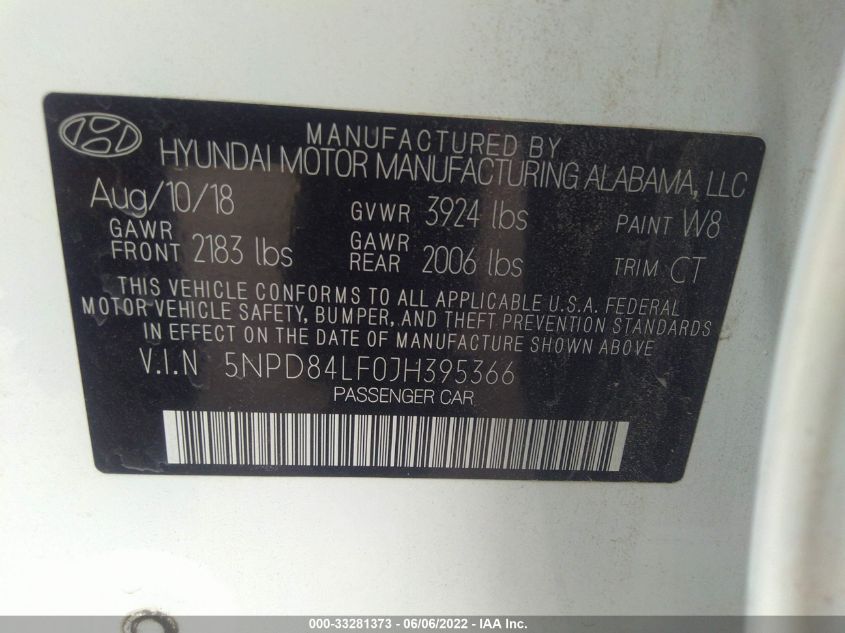 MANUFACTURED BY
HYUNDAI MOTOR MANUFACTURING ALABAMA, LLC
Aug/10/18 GVWR 3924 lbs PAINT W8
GAWR FRONT 2183 lbs GAWR REAR 2006 lbs TRIM CT
THIS VEHICLE CONFORMS TO ALL APPLICABLE U.S.A. FEDERAL
MOTOR VEHICLE SAFETY, BUMPER, AND THEFT PREVENTION STANDARDS
IN EFFECT ON THE DATE OF MANUFACTURE SHOWN ABOVE
V.I.N 5NPD84LF0JH395366
PASSENGER CAR
000-33281373 - 06/06/2022 - IAA Inc.